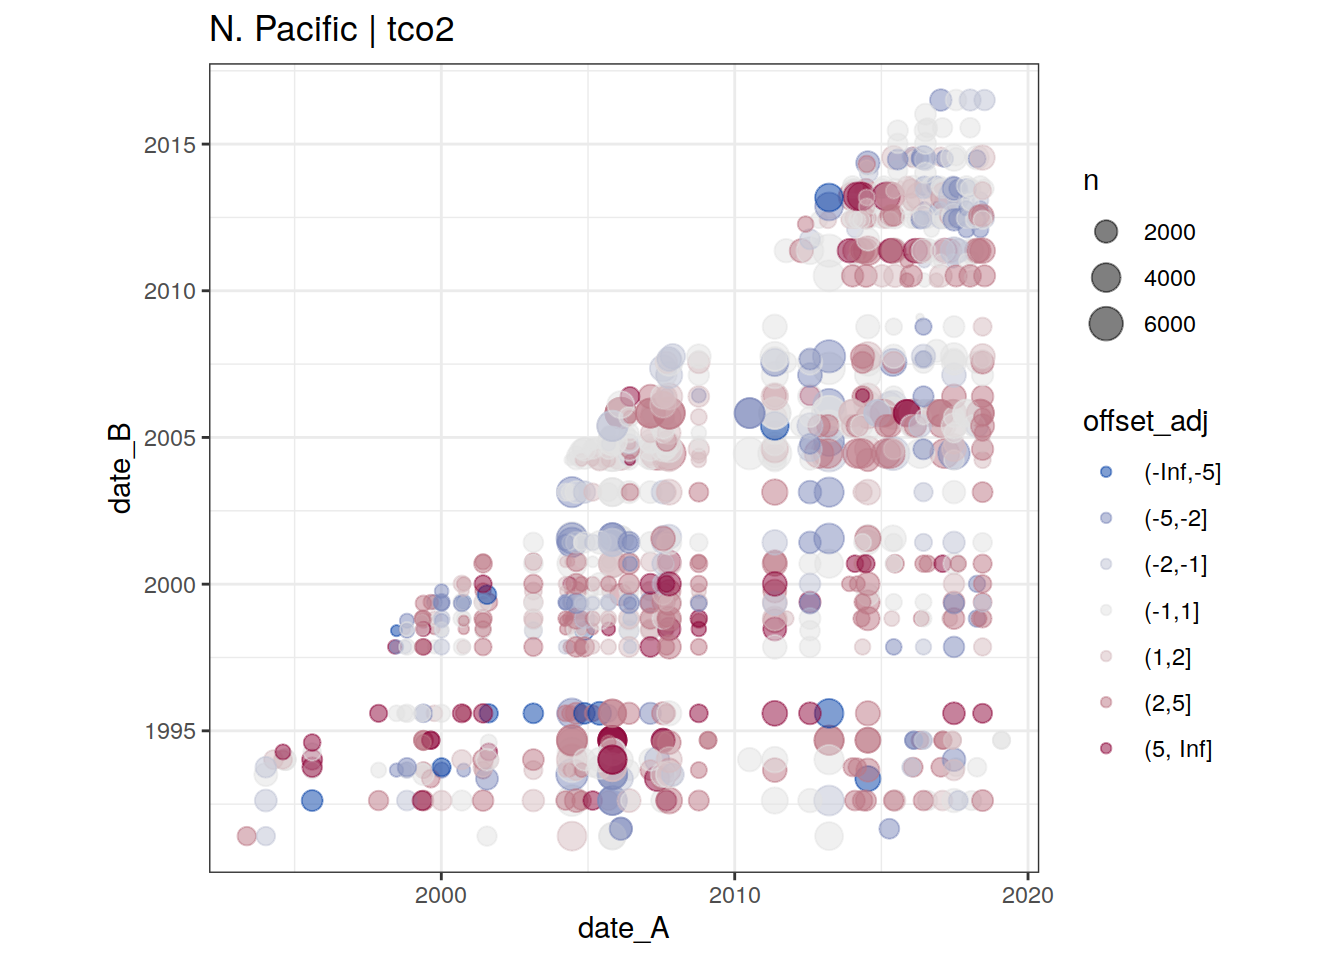 N. Pacific | tco2
2015
2010
2005
2000
1995
date_B
2000
2010
2020
date_A
n
2000
4000
6000
offset_adj
(-Inf,-5]
(-5,-2]
(-2,-1]
(-1,1]
(1,2]
(2,5]
(5, Inf]